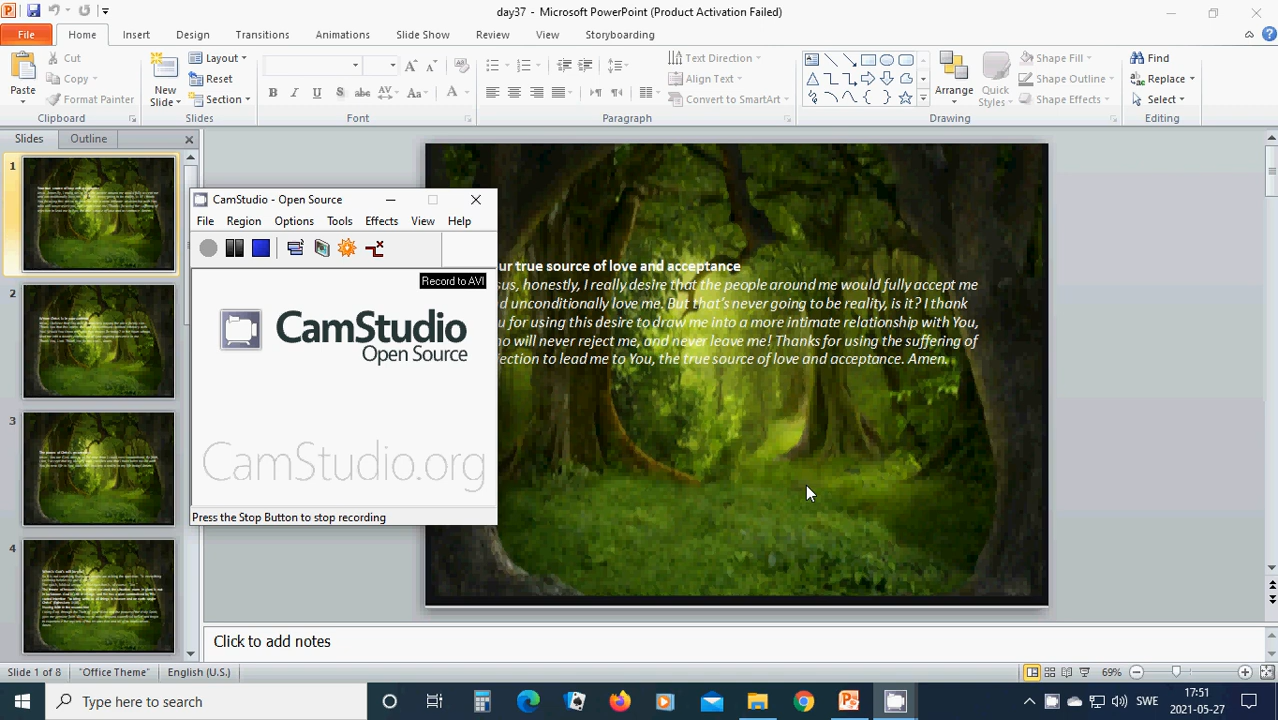 day37 - Microsoft PowerPoint (Product Activation Failed)
File Home Insert Design Transitions Animations Slide Show Review View Storyboarding
Paste
Cut
Copy
Format Painter
Clipboard
New
Slide
Layout
Reset
Section
Slides
Font
Paragraph
Text Direction
Align Text
Convert to SmartArt
Arrange
Quick
Styles
Shape Fill
Shape Outline
Shape Effects
Drawing
Find
Replace
Select
Editing
Slides Outline
1
2
3
4
CamStudio - Open Source
File Region Options Tools Effects View Help
Record to AVI
CamStudio
Open Source
CamStudio.org
Press the Stop Button to stop recording
ur true source of love and acceptance
sus, honestly, I really desire that the people around me would fully accept me
d unconditionally love me. But that's never going to be reality, is it? I thank
u for using this desire to draw me into a more intimate relationship with You,
ho will never reject me, and never leave me! Thanks for using the suffering of
jection to lead me to You, the true source of love and acceptance. Amen.
Click to add notes
Slide 1 of 8 "Office Theme" English (U.S.) 69%
Type here to search
SWE
17:51
2021-05-27